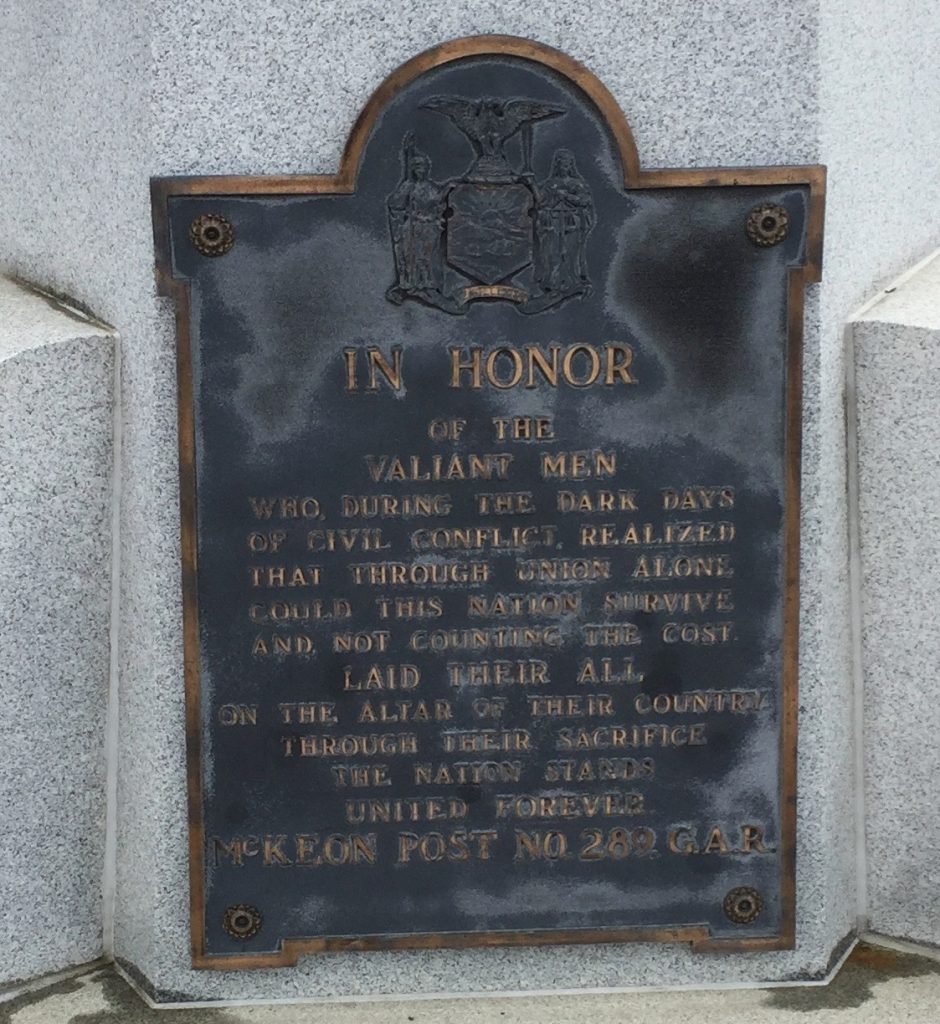 IN HONOR
OF THE
VALIANT MEN
WHO, DURING THE DARK DAYS
OF CIVIL CONFLICT, REALIZED
THAT THROUGH UNION ALONE
COULD THIS NATION SURVIVE
AND, NOT COUNTING THE COST,
LAID THEIR ALL
ON THE ALTAR OF THEIR COUNTRY
THROUGH THEIR SACRIFICE
THE NATION STANDS
UNITED FOREVER
McKEON POST NO. 289. G.A.R.